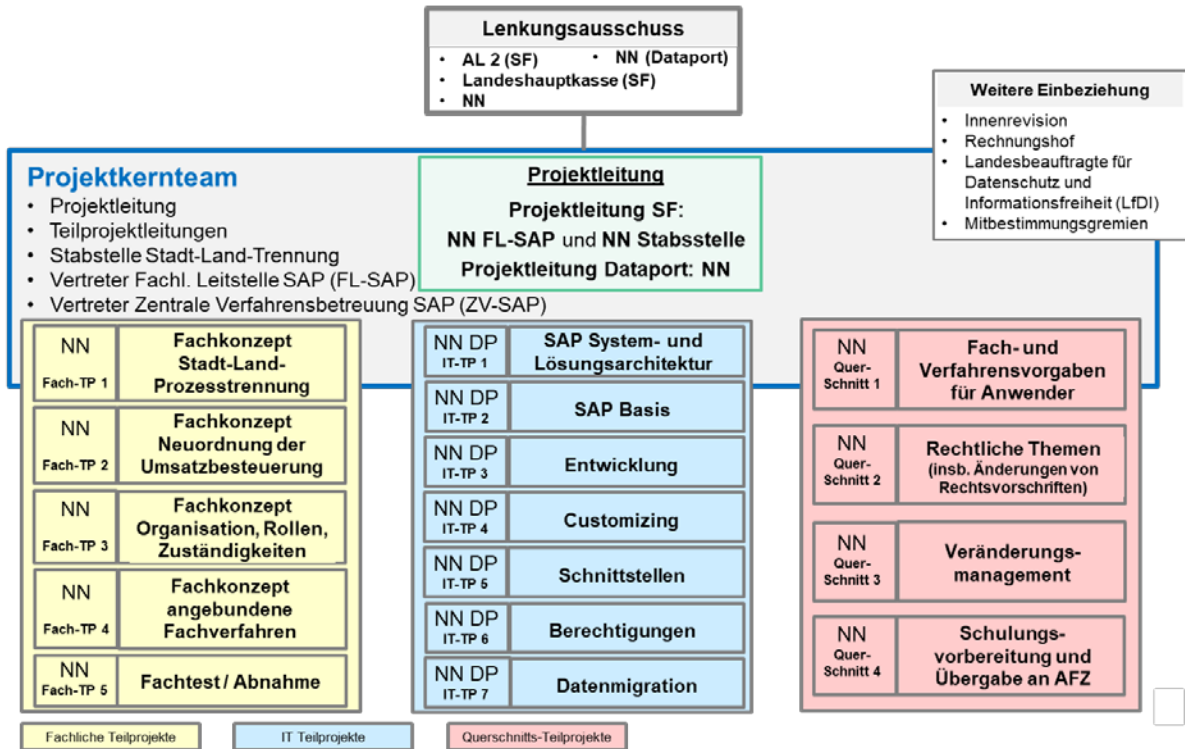 Lenkungsausschuss
• AL 2 (SF) • NN (Dataport)
• Landeshauptkasse (SF)
• NN
Weitere Einbeziehung
• Innenrevision
• Rechnungshof
• Landesbeauftragte für
Datenschutz und
Informationsfreiheit (LfDI)
• Mitbestimmungsgremien
Projektkernteam
• Projektleitung
• Teilprojektleitungen
• Stabstelle Stadt-Land-Trennung
• Vertreter Fachl. Leitstelle SAP (FL-SAP)
• Vertreter Zentrale Verfahrensbetreuung SAP (ZV-SAP)
Projektleitung
Projektleitung SF:
NN FL-SAP und NN Stabsstelle
Projektleitung Dataport: NN
NN
Fach-TP 1
Fachkonzept
Stadt-Land-
Prozesstrennung
NN
Fach-TP 2
Fachkonzept
Neuordnung der
Umsatzbesteuerung
NN
Fach-TP 3
Fachkonzept
Organisation, Rollen,
Zuständigkeiten
NN
Fach-TP 4
Fachkonzept
angebundene
Fachverfahren
NN
Fach-TP 5
Fachtest / Abnahme
NN DP
IT-TP 1
SAP System- und
Lösungsarchitektur
NN DP
IT-TP 2
SAP Basis
NN DP
IT-TP 3
Entwicklung
NN DP
IT-TP 4
Customizing
NN DP
IT-TP 5
Schnittstellen
NN DP
IT-TP 6
Berechtigungen
NN DP
IT-TP 7
Datenmigration
NN
Quer-
Schnitt 1
Fach- und
Verfahrensvorgaben
für Anwender
NN
Quer-
Schnitt 2
Rechtliche Themen
(insb. Änderungen von
Rechtsvorschriften)
NN
Quer-
Schnitt 3
Veränderungs-
management
NN
Quer-
Schnitt 4
Schulungs-
vorbereitung und
Übergabe an AFZ
Fachliche Teilprojekte
IT Teilprojekte
Querschnitts-Teilprojekte